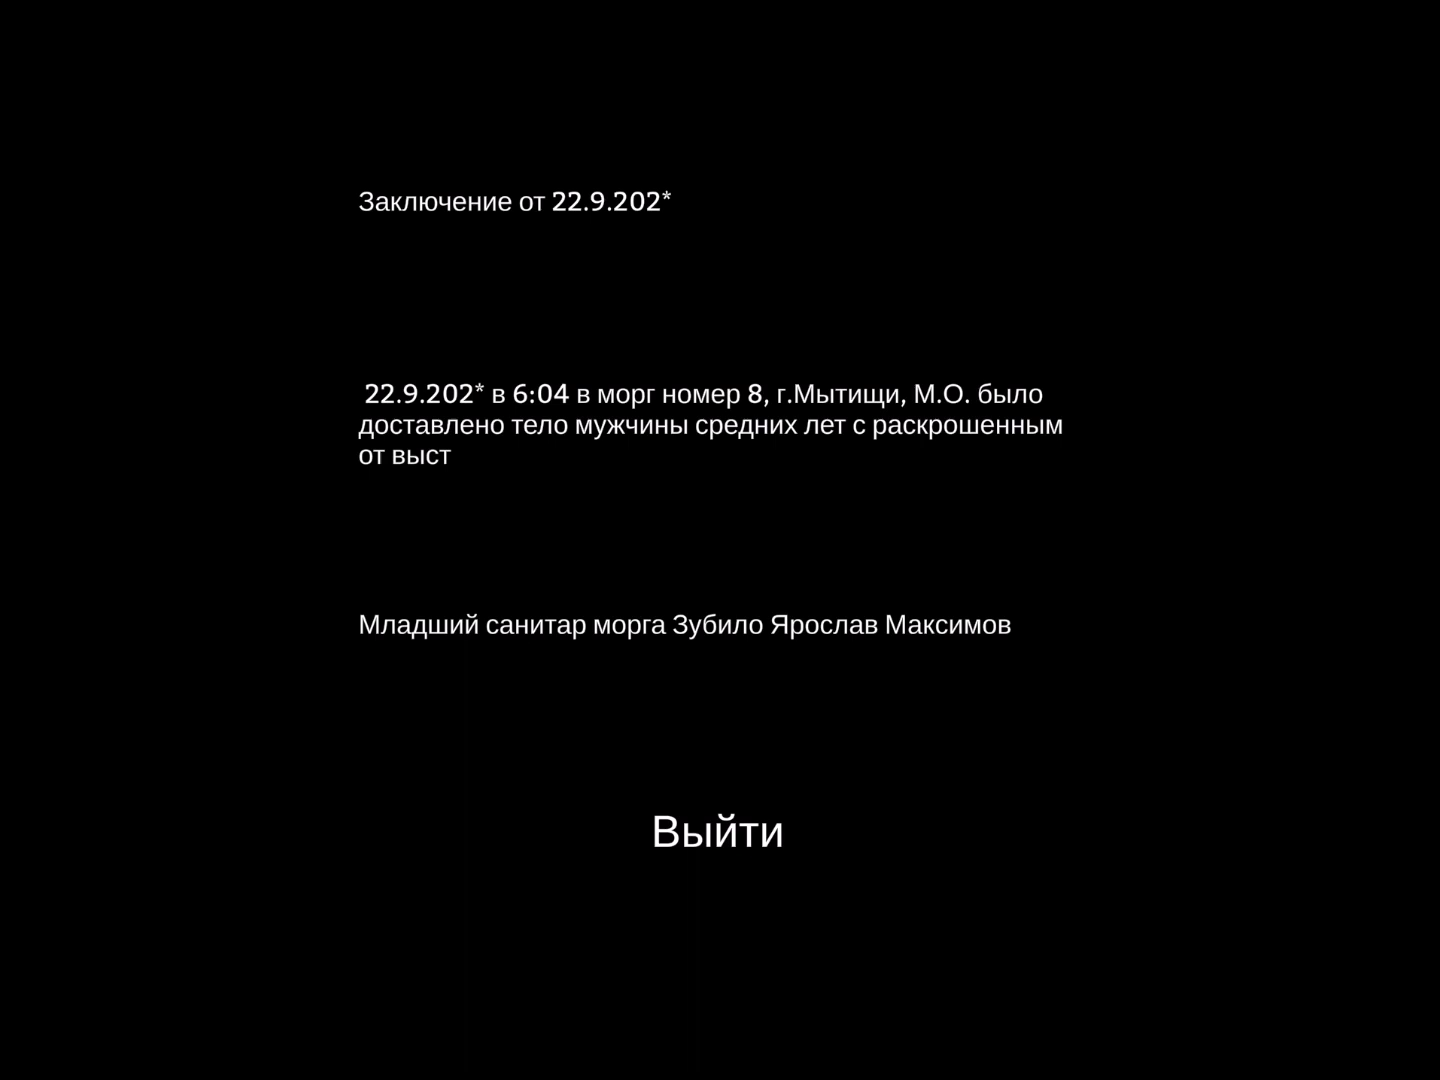 Заключение от 22.9.202*
22.9.202* в 6:04 в морг номер 8, г.Мытищи, М.О. было
доставлено тело мужчины средних лет с раскрошенным
от выст
Младший санитар морга Зубило Ярослав Максимов
Выйти